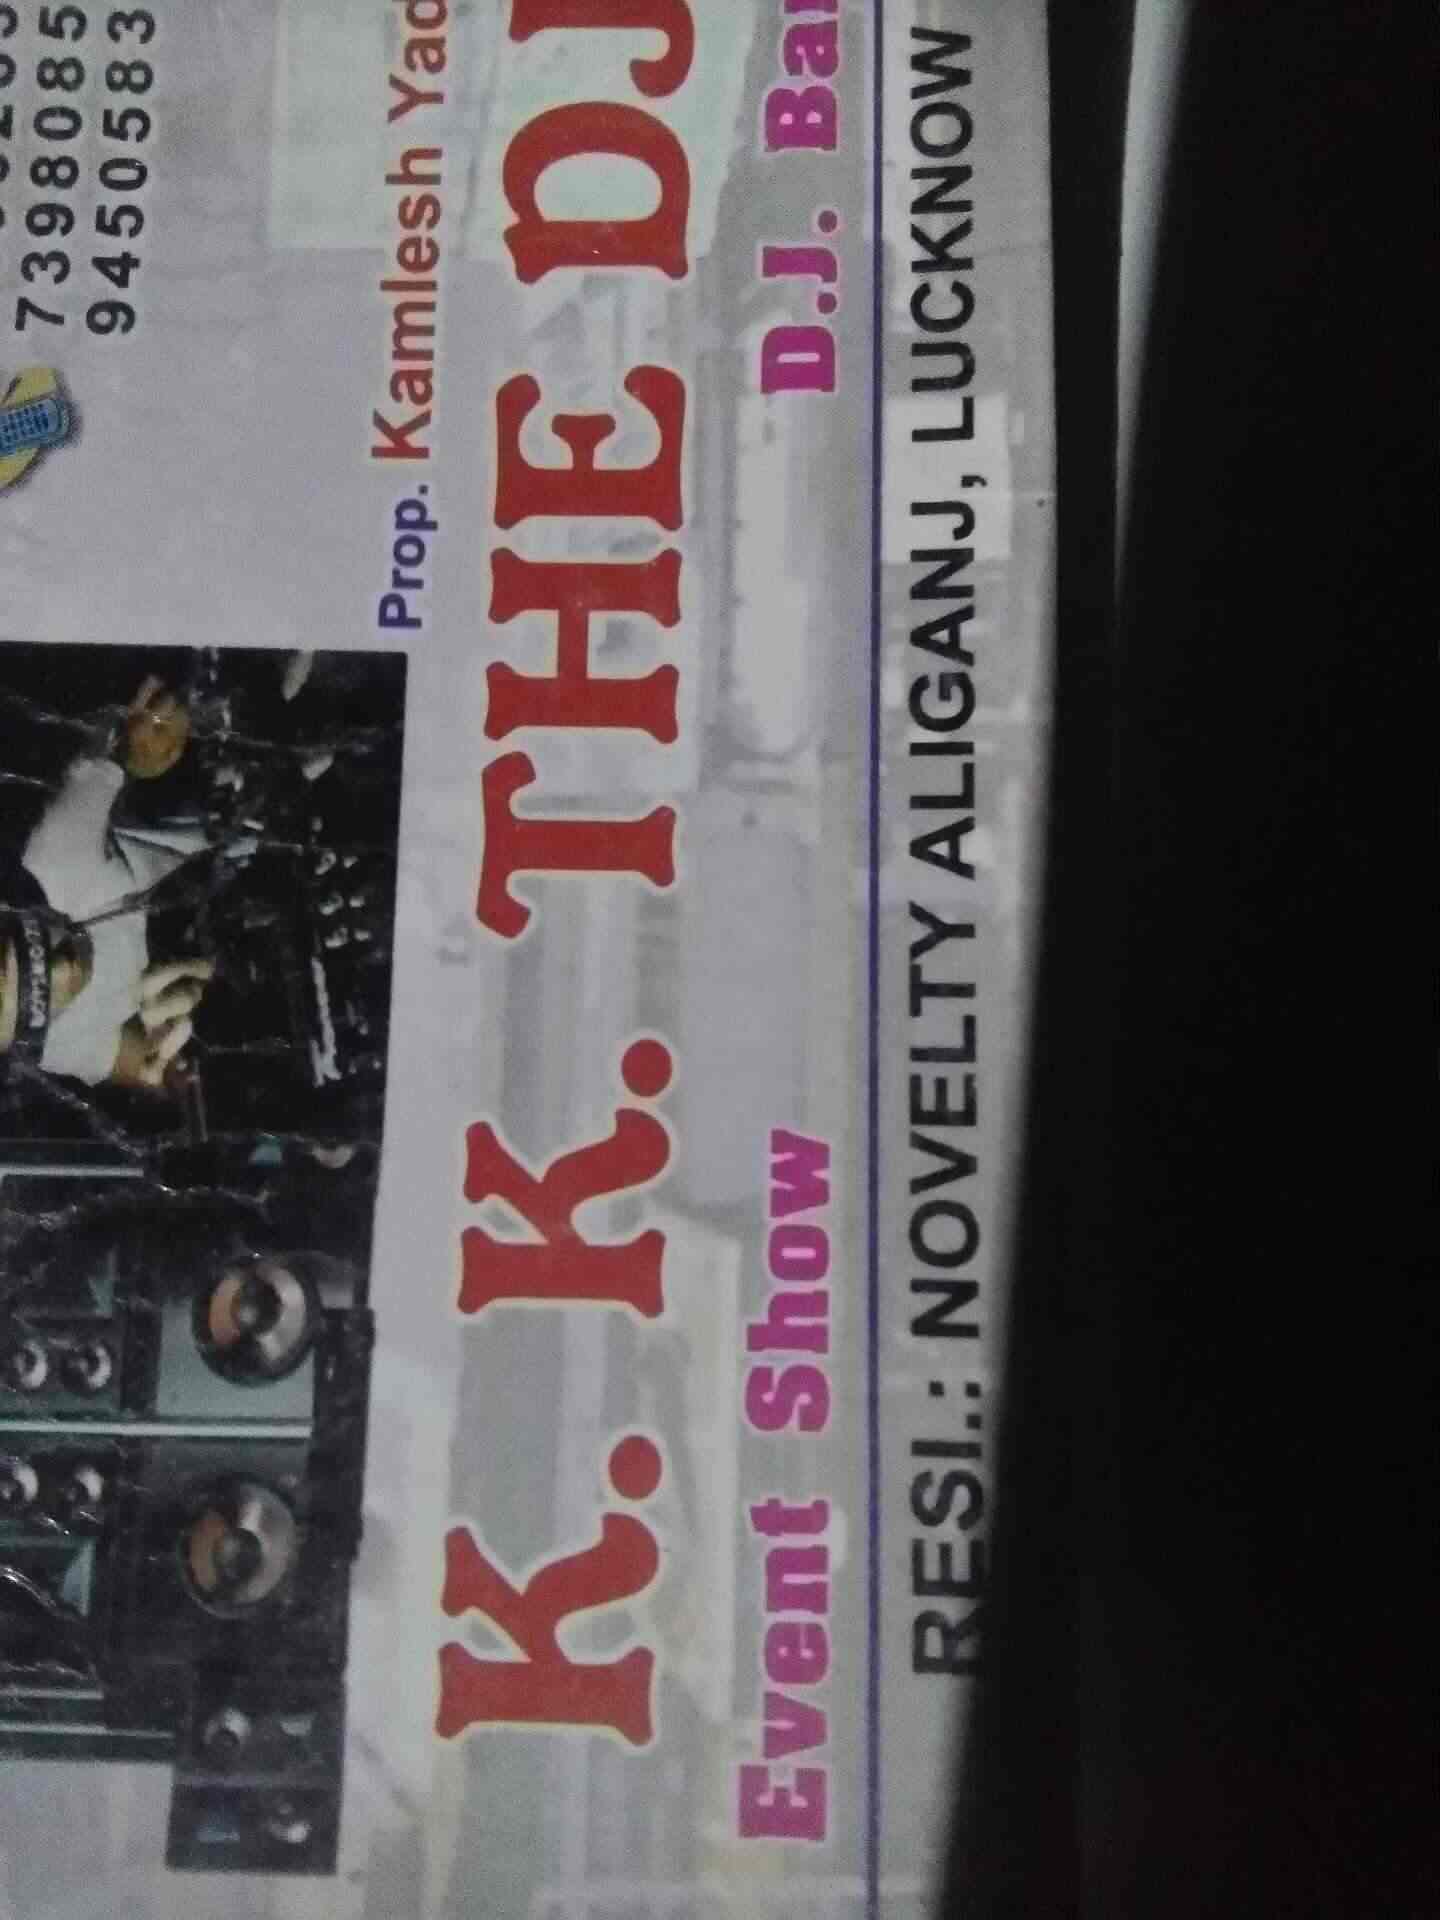 7398085
9450583
Prop. Kamlesh Yad
K. K. THE DJ
Event Show D.J. Ba
RESI.: NOVELTY ALIGANJ, LUCKNOW